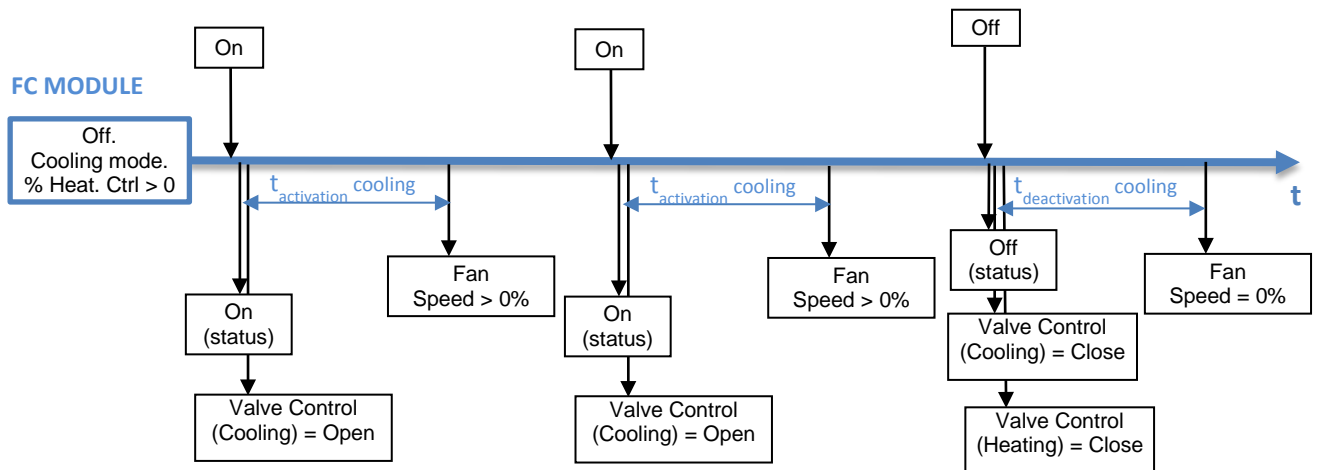 On
On
Off
FC MODULE
Off.
Cooling mode.
% Heat. Ctrl > 0
t activation cooling
t activation cooling
t deactivation cooling
t
Fan
Speed > 0%
Fan
Speed > 0%
Off
(status)
Fan
Speed = 0%
On
(status)
On
(status)
Valve Control
(Cooling) = Close
Valve Control
(Cooling) = Open
Valve Control
(Cooling) = Open
Valve Control
(Heating) = Close